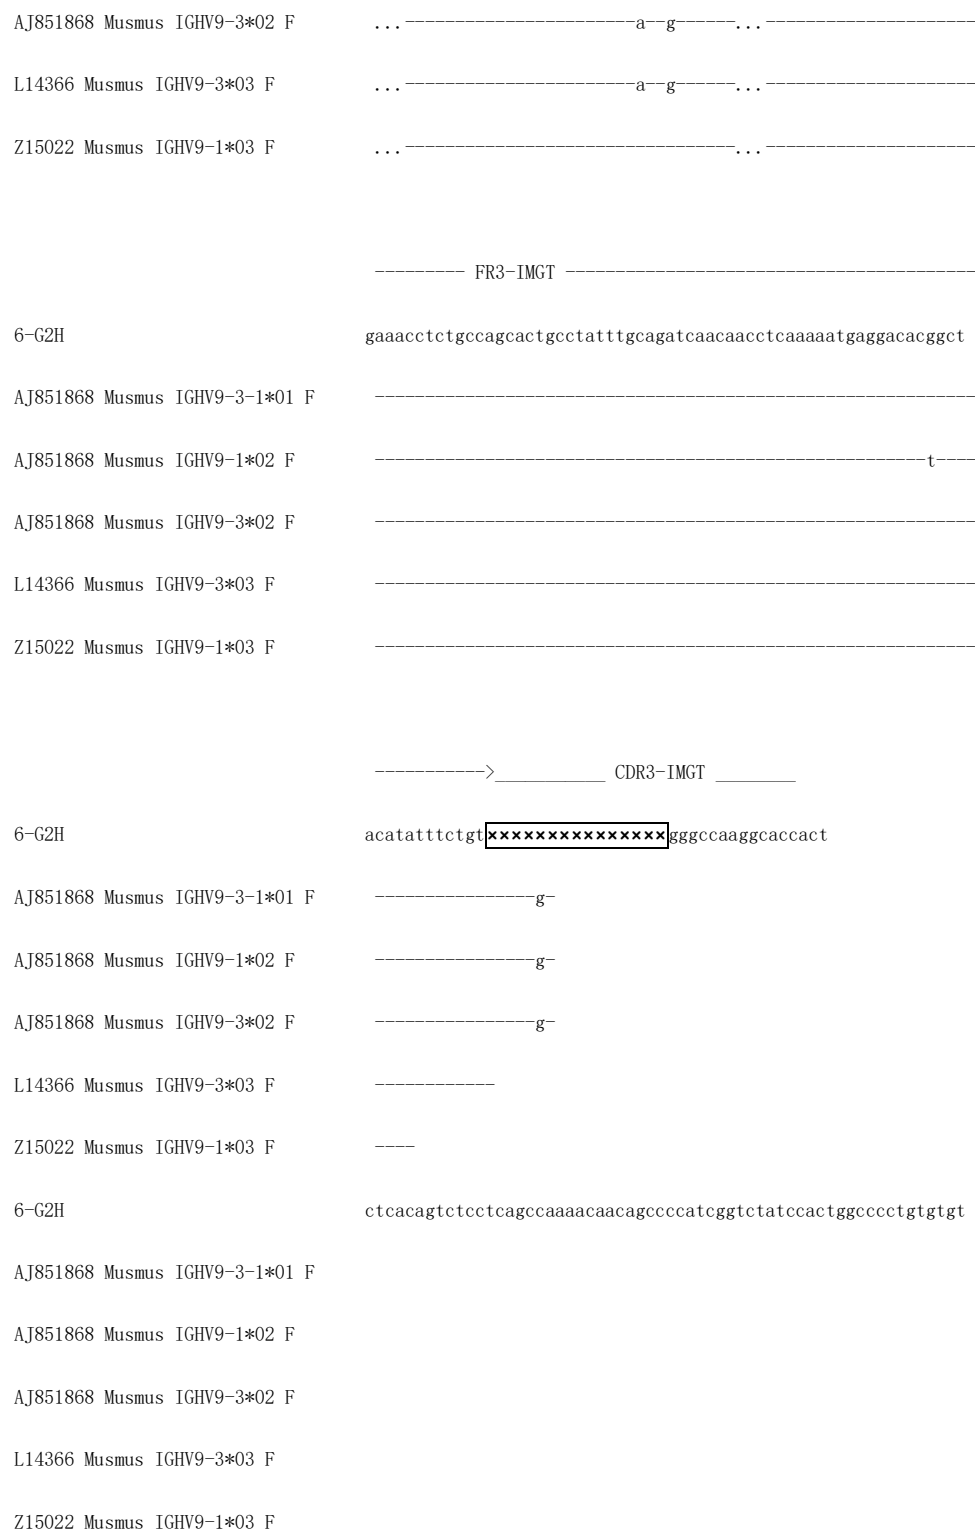 AJ851868 Musmus IGHV9-3*02 F ...-----------------------a--g------...---------------------
L14366 Musmus IGHV9-3*03 F ...-----------------------a--g------...---------------------
Z15022 Musmus IGHV9-1*03 F ...---------------------------------...---------------------
--------- FR3-IMGT -----------------------------------------
6-G2H gaaacctctgccagcactgcctatttgcagatcaacaacctcaaaaatgaggacacggct
AJ851868 Musmus IGHV9-3-1*01 F ------------------------------------------------------------
AJ851868 Musmus IGHV9-1*02 F -------------------------------------------------------t----
AJ851868 Musmus IGHV9-3*02 F ------------------------------------------------------------
L14366 Musmus IGHV9-3*03 F ------------------------------------------------------------
Z15022 Musmus IGHV9-1*03 F ------------------------------------------------------------
----------->___________ CDR3-IMGT ________
6-G2H acatatttctgt×××××××××××××××gggccaaggcaccact
AJ851868 Musmus IGHV9-3-1*01 F ----------------g-
AJ851868 Musmus IGHV9-1*02 F ----------------g-
AJ851868 Musmus IGHV9-3*02 F ----------------g-
L14366 Musmus IGHV9-3*03 F ------------
Z15022 Musmus IGHV9-1*03 F ----
6-G2H ctcacagtctcctcagccaaaacaacagccccatcggtctatccactggcccctgtgtgt
AJ851868 Musmus IGHV9-3-1*01 F
AJ851868 Musmus IGHV9-1*02 F
AJ851868 Musmus IGHV9-3*02 F
L14366 Musmus IGHV9-3*03 F
Z15022 Musmus IGHV9-1*03 F